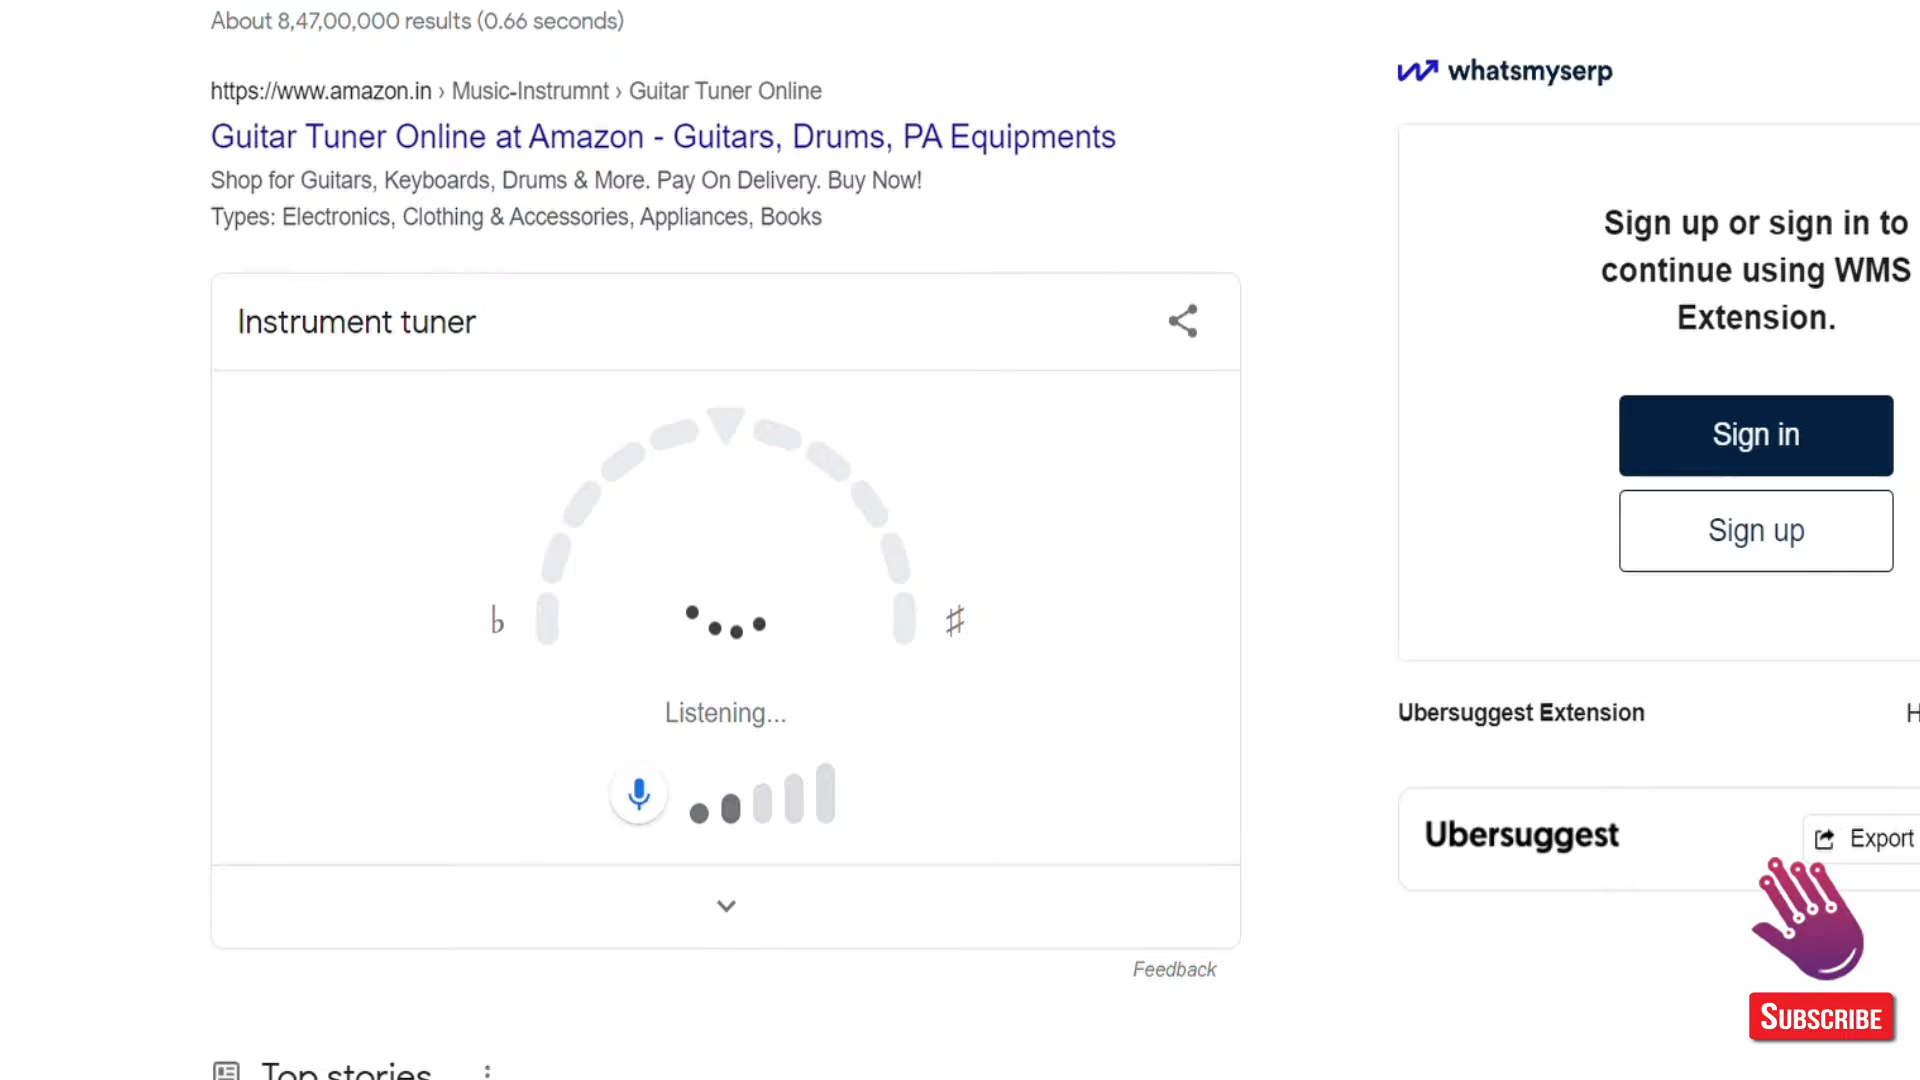 About 8,47,00,000 results (0.66 seconds)
https://www.amazon.in › Music-Instrumnt › Guitar Tuner Online
Guitar Tuner Online at Amazon - Guitars, Drums, PA Equipments
Shop for Guitars, Keyboards, Drums & More. Pay On Delivery. Buy Now!
Types: Electronics, Clothing & Accessories, Appliances, Books
Instrument tuner
♭
♯
Listening...
Feedback
Top stories
whatsmyserp
Sign up or sign in to
continue using WMS
Extension.
Sign in
Sign up
Ubersuggest Extension
Ubersuggest
Export
SUBSCRIBE